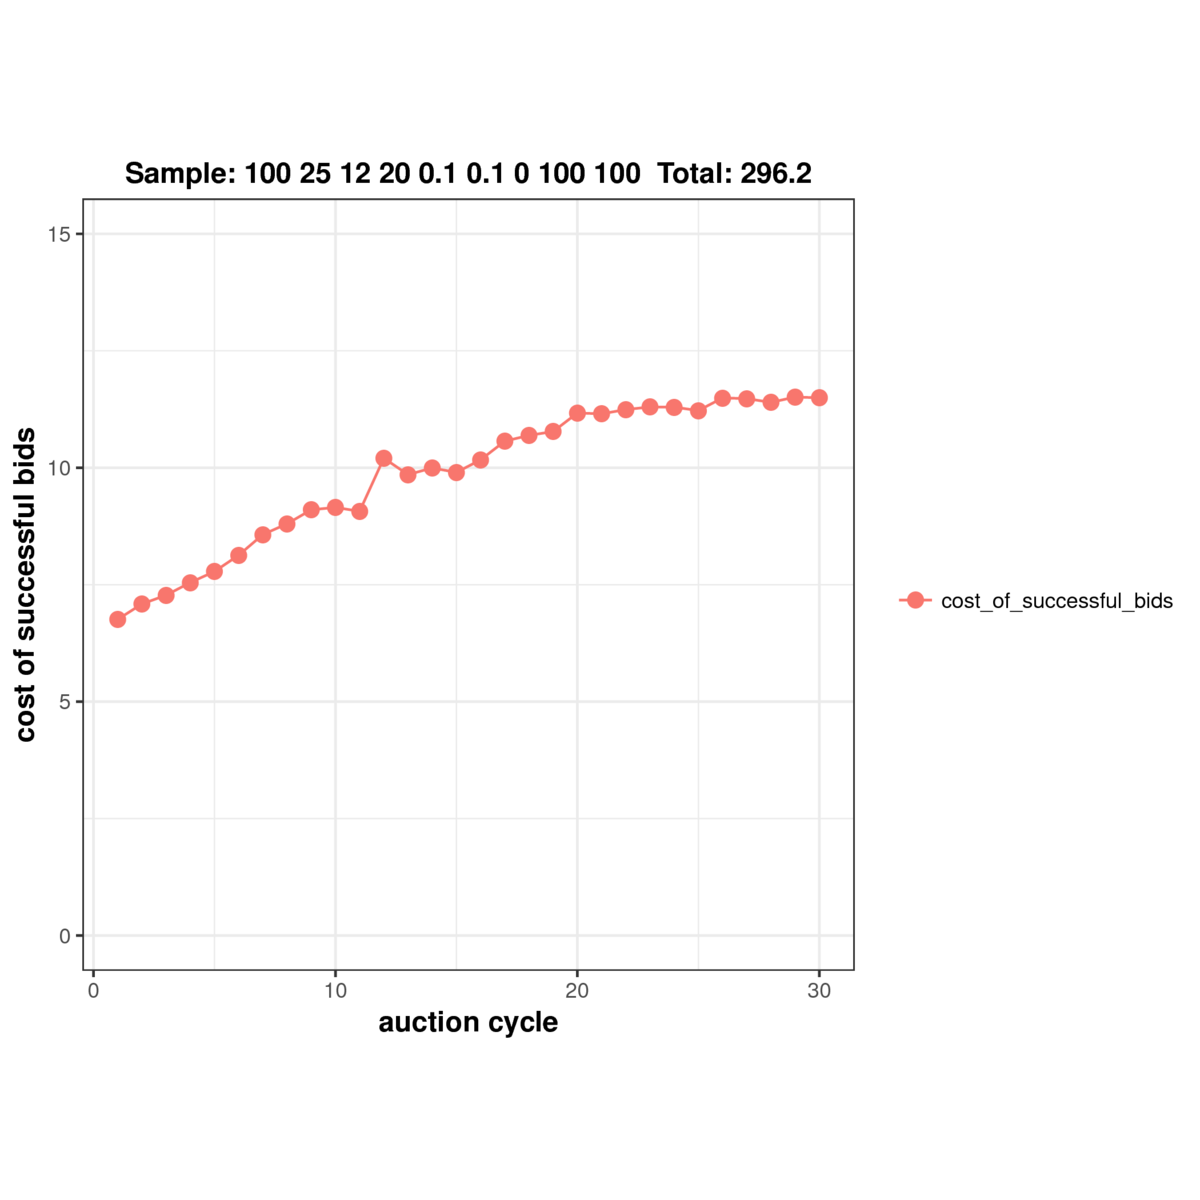 Sample: 100 25 12 20 0.1 0.1 0 100 100  Total: 296.2
15
10
5
0
cost of successful bids
0 10 20 30
auction cycle
cost_of_successful_bids